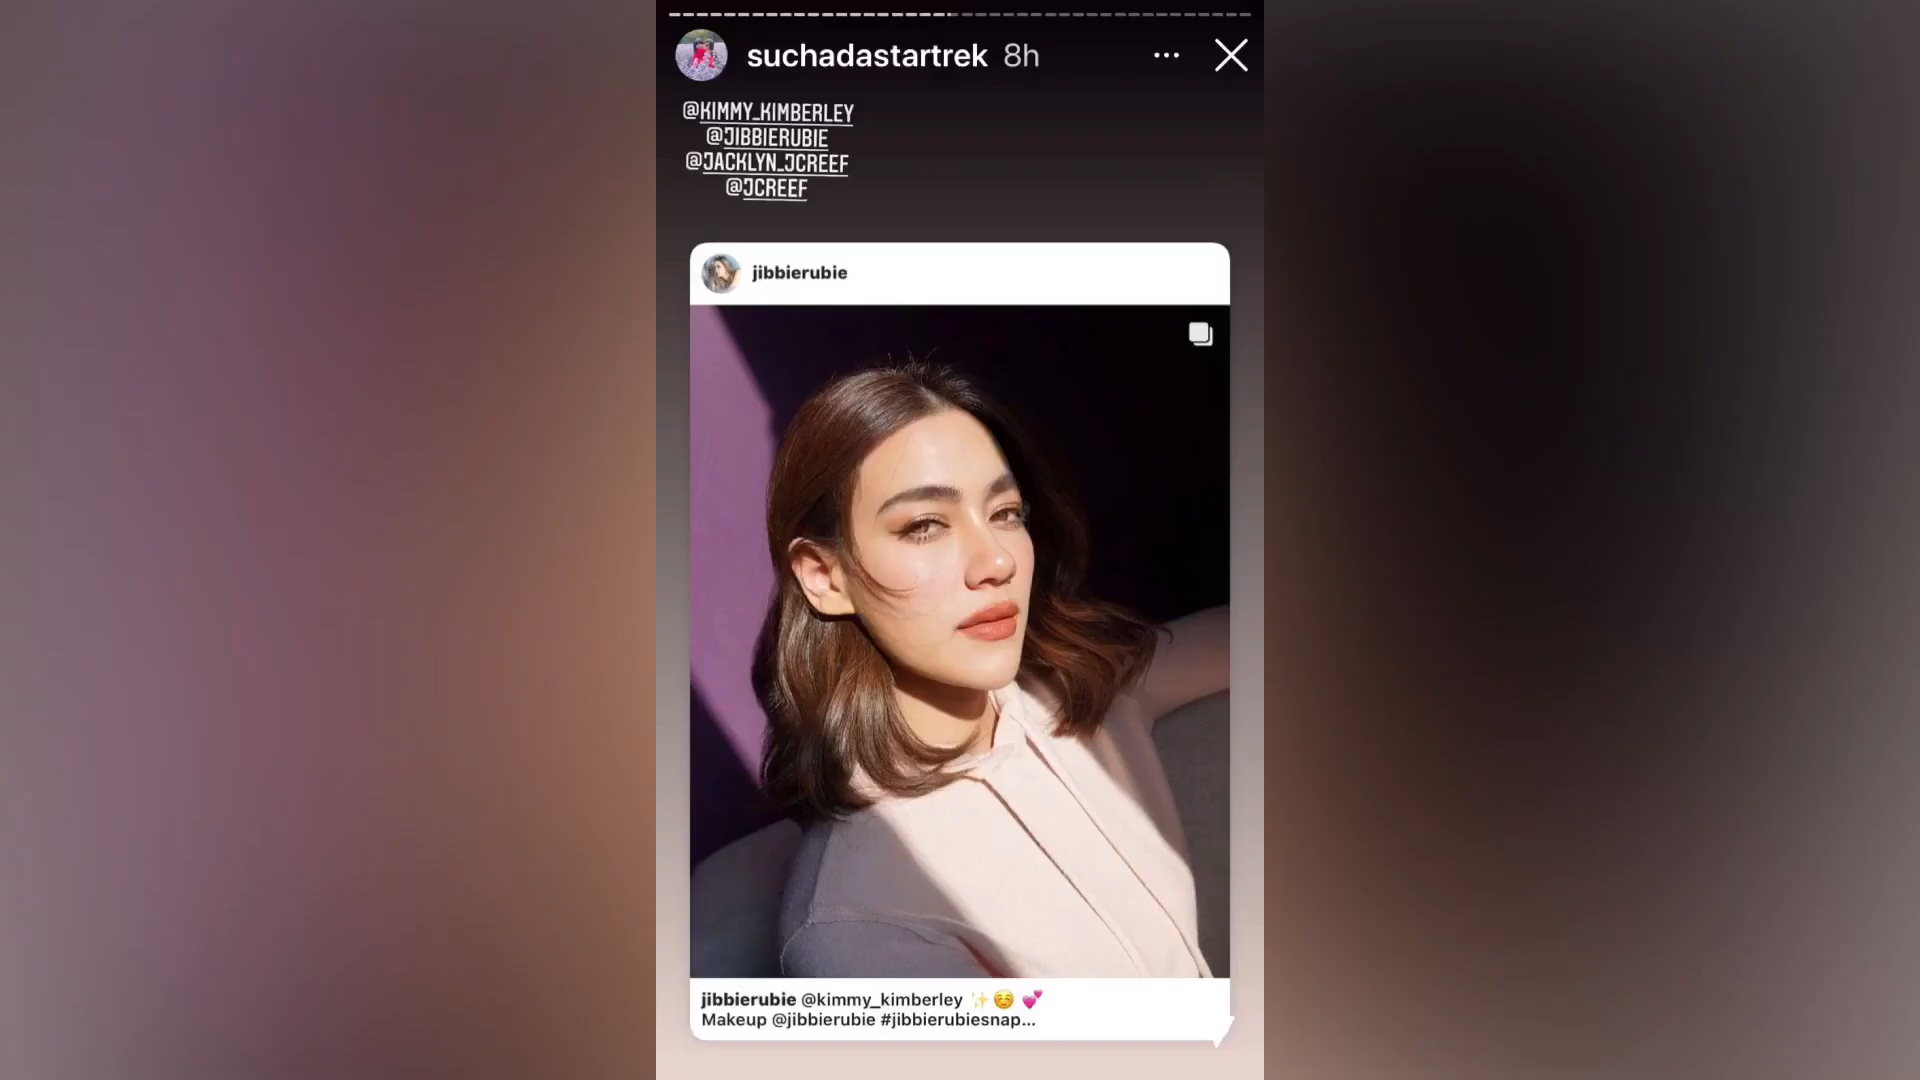 suchadastartrek 8h
@KIMMY_KIMBERLEY
@JIBBIERUBIE
@JACKLYN_JCREEF
@JCREEF
jibbierubie
jibbierubie @kimmy_kimberley ✨☺️ 💕
Makeup @jibbierubie #jibbierubiesnap...